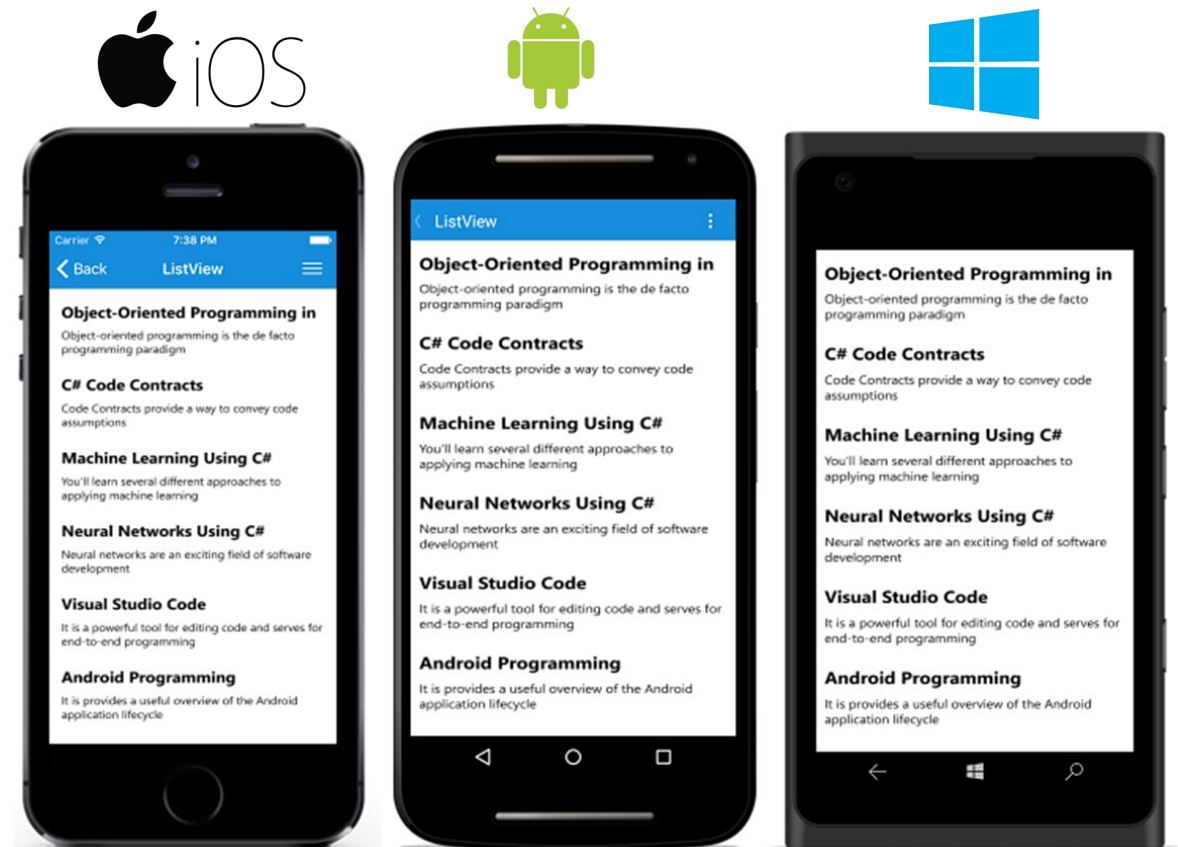 iOS
Carrier 7:38 PM
Back ListView
Object-Oriented Programming in
Object-oriented programming is the de facto
programming paradigm
C# Code Contracts
Code Contracts provide a way to convey code
assumptions
Machine Learning Using C#
You'll learn several different approaches to
applying machine learning
Neural Networks Using C#
Neural networks are an exciting field of software
development
Visual Studio Code
It is a powerful tool for editing code and serves for
end-to-end programming
Android Programming
It is provides a useful overview of the Android
application lifecycle
ListView
Object-Oriented Programming in
Object-oriented programming is the de facto
programming paradigm
C# Code Contracts
Code Contracts provide a way to convey code
assumptions
Machine Learning Using C#
You'll learn several different approaches to
applying machine learning
Neural Networks Using C#
Neural networks are an exciting field of software
development
Visual Studio Code
It is a powerful tool for editing code and serves for
end-to-end programming
Android Programming
It is provides a useful overview of the Android
application lifecycle
Object-Oriented Programming in
Object-oriented programming is the de facto
programming paradigm
C# Code Contracts
Code Contracts provide a way to convey code
assumptions
Machine Learning Using C#
You'll learn several different approaches to
applying machine learning
Neural Networks Using C#
Neural networks are an exciting field of software
development
Visual Studio Code
It is a powerful tool for editing code and serves for
end-to-end programming
Android Programming
It is provides a useful overview of the Android
application lifecycle